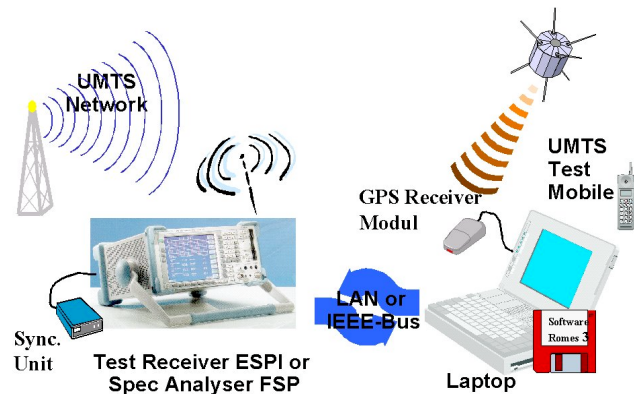 UMTS
Network
UMTS
Test
Mobile
GPS Receiver
Modul
LAN or
IEEE-Bus
Software
Romes 3
Sync.
Unit
Test Receiver ESPI or
Spec Analyser FSP
Laptop